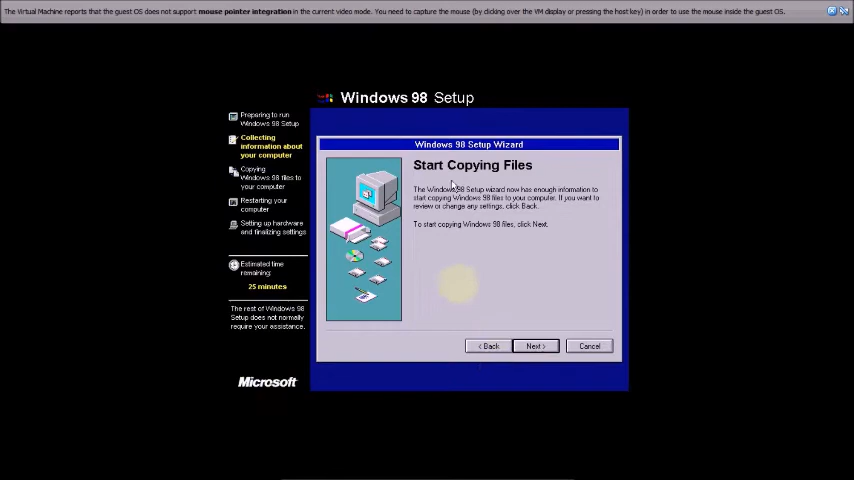 The Virtual Machine reports that the guest OS does not support mouse pointer integration in the current video mode. You need to capture the mouse (by clicking over the VM display or pressing the host key) in order to use the mouse inside the guest OS.
Windows 98 Setup
Preparing to run
Windows 98 Setup
Collecting
information about
your computer
Copying
Windows 98 files to
your computer
Restarting your
computer
Setting up hardware
and finalizing settings
Estimated time
remaining:
25 minutes
The rest of Windows 98
Setup does not normally
require your assistance.
Microsoft
Windows 98 Setup Wizard
Start Copying Files
The Windows 98 Setup wizard now has enough information to
start copying Windows 98 files to your computer. If you want to
review or change any settings, click Back.
To start copying Windows 98 files, click Next.
< Back
Next >
Cancel